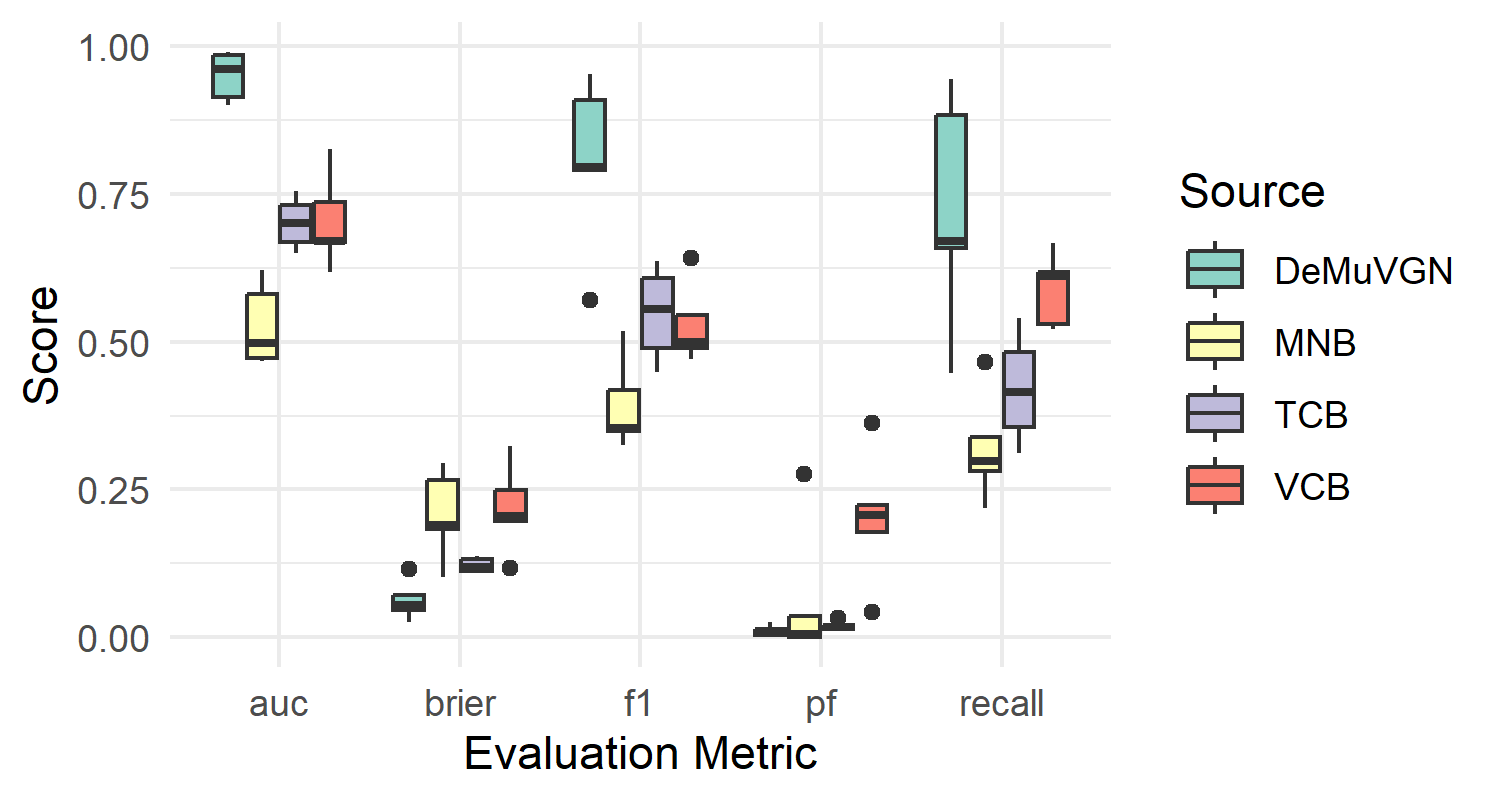 Score
1.00
0.75
0.50
0.25
0.00
auc brier f1 pf recall
Evaluation Metric
Source
DeMuVGN
MNB
TCB
VCB